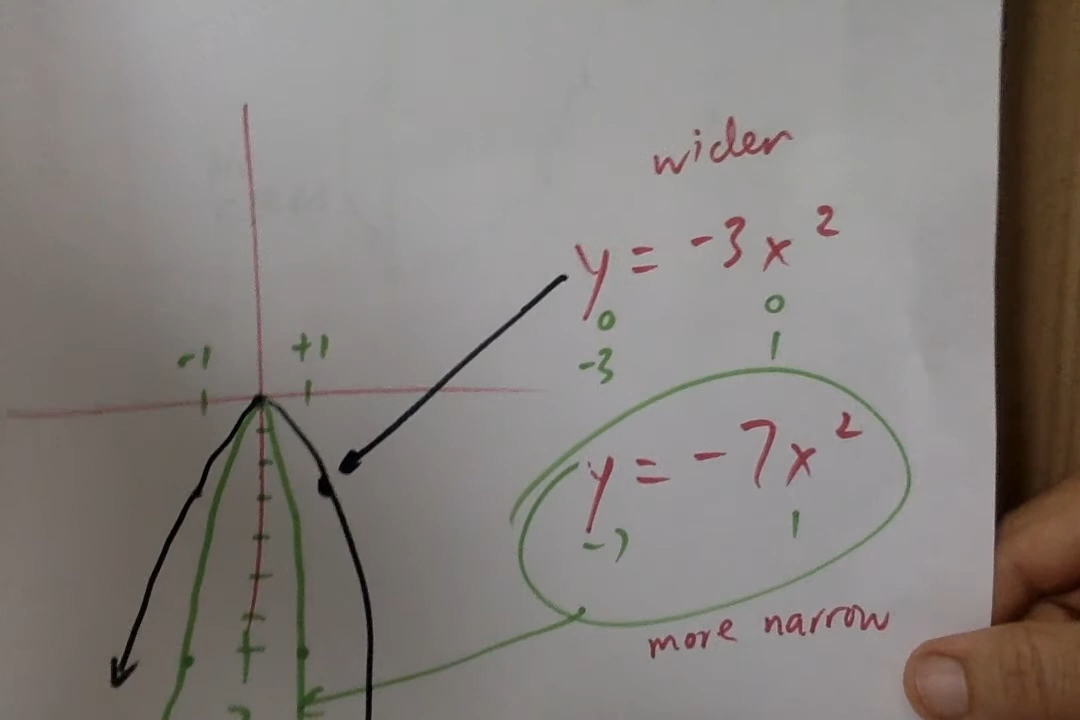 wider
y = -3x²
0 0
-3 1
-1 +1
y = -7x²
-7 1
more narrow